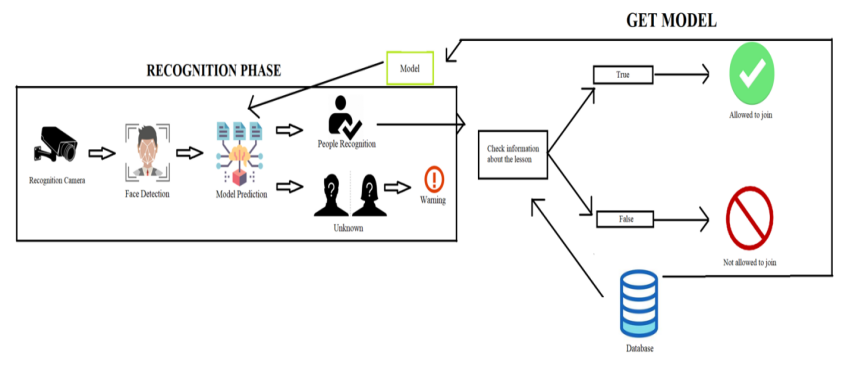 GET MODEL
RECOGNITION PHASE
Model
True
Allowed to join
People Recognition
Check information
about the lesson
Recognition Camera
Face Detection
Model Prediction
Warning
Unknown
False
Not allowed to join
Database